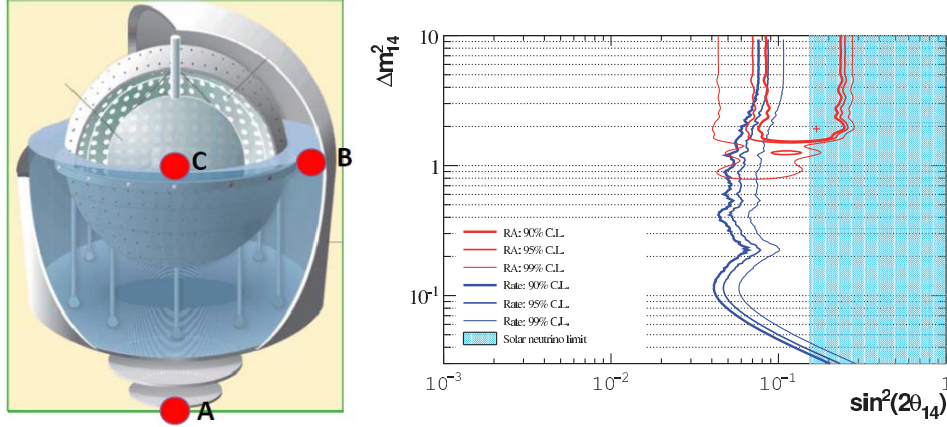 C
B
A
Δm²₁₄
10
1
10⁻¹
RA: 90% C.L.
RA: 95% C.L.
RA: 99% C.L.
Rate: 90% C.L.
Rate: 95% C.L.
Rate: 99% C.L.
Solar neutrino limit
10⁻³
10⁻²
10⁻¹
1
sin²(2θ₁₄)